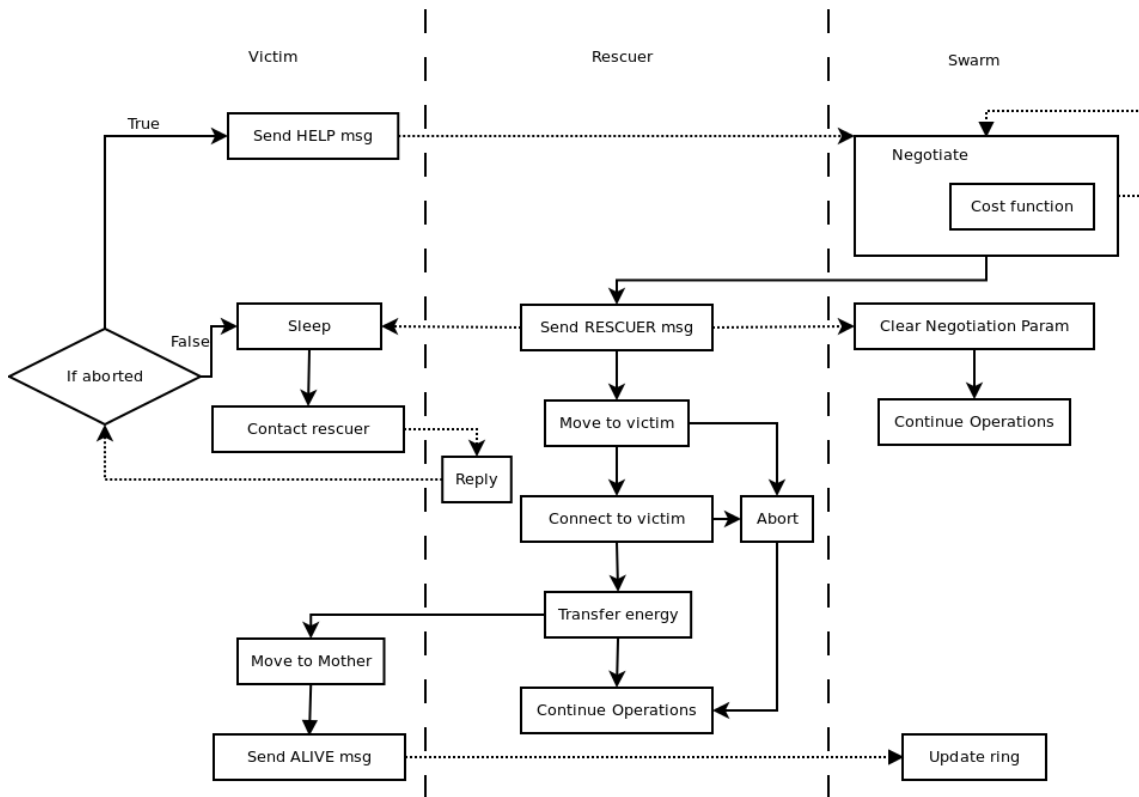 Victim
Rescuer
Swarm
True
Send HELP msg
Negotiate
Cost function
Sleep
Send RESCUER msg
Clear Negotiation Param
False
If aborted
Move to victim
Contact rescuer
Continue Operations
Reply
Connect to victim
Abort
Transfer energy
Move to Mother
Continue Operations
Send ALIVE msg
Update ring